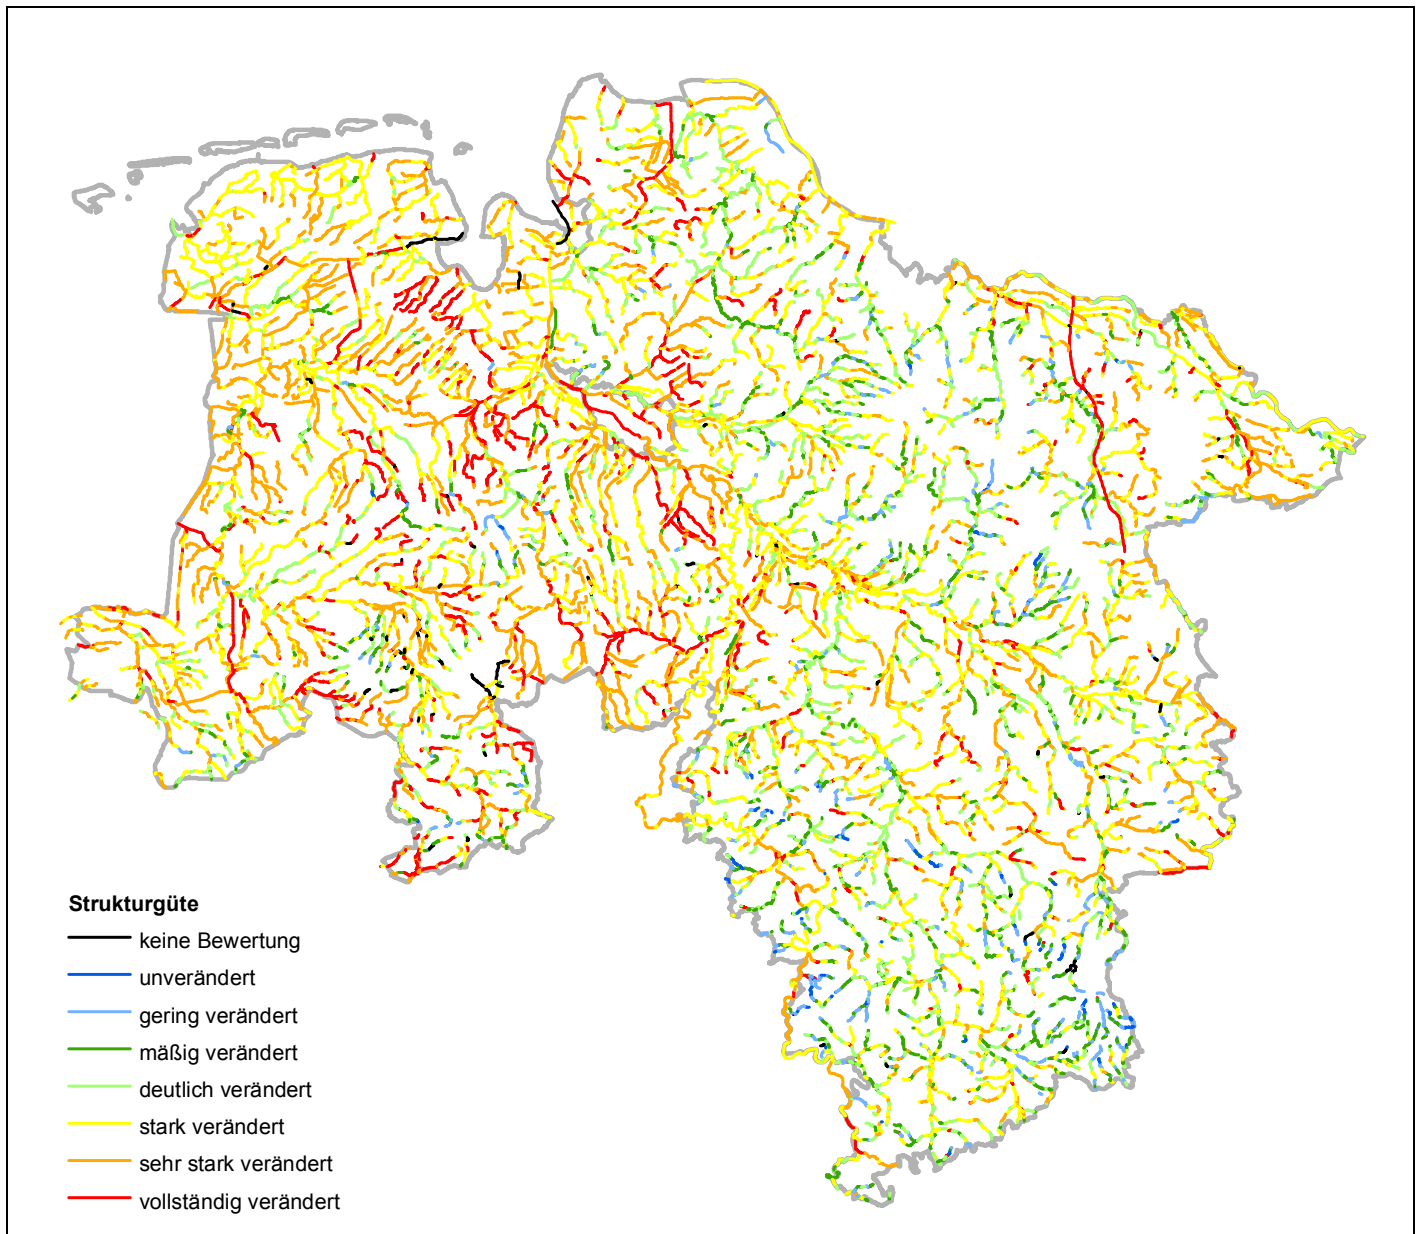 Strukturgüte
keine Bewertung
unverändert
gering verändert
mäßig verändert
deutlich verändert
stark verändert
sehr stark verändert
vollständig verändert